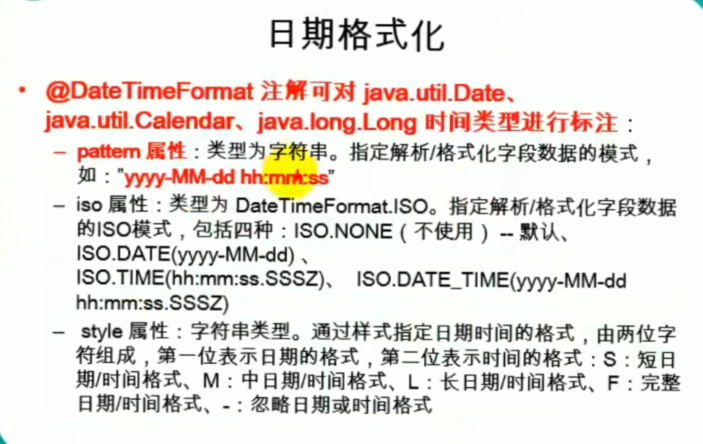 日期格式化
• @DateTimeFormat 注解可对 java.util.Date、
java.util.Calendar、java.long.Long 时间类型进行标注：
– pattern 属性：类型为字符串。指定解析/格式化字段数据的模式，
如：”yyyy-MM-dd hh:mm:ss”
– iso 属性：类型为 DateTimeFormat.ISO。指定解析/格式化字段数据
的ISO模式，包括四种：ISO.NONE（不使用） -- 默认、
ISO.DATE(yyyy-MM-dd) 、
ISO.TIME(hh:mm:ss.SSSZ)、 ISO.DATE_TIME(yyyy-MM-dd
hh:mm:ss.SSSZ)
– style 属性：字符串类型。通过样式指定日期时间的格式，由两位字
符组成，第一位表示日期的格式，第二位表示时间的格式：S：短日
期/时间格式、M：中日期/时间格式、L：长日期/时间格式、F：完整
日期/时间格式、-：忽略日期或时间格式